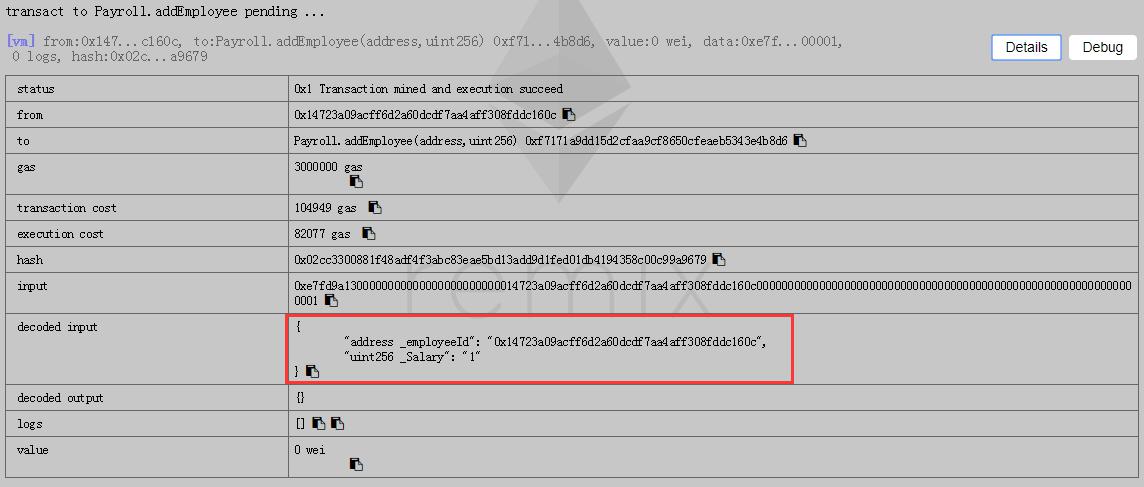 transact to Payroll.addEmployee pending ...
[vm] from:0x147...c160c, to:Payroll.addEmployee(address,uint256) 0xf71...4b8d6, value:0 wei, data:0xe7f...00001,
0 logs, hash:0x02c...a9679
Details
Debug
status 0x1 Transaction mined and execution succeed
from 0x14723a09acff6d2a60dcdf7aa4aff308fddc160c
to Payroll.addEmployee(address,uint256) 0xf7171a9dd15d2cfaa9cf8650cfeaeb5343e4b8d6
gas 3000000 gas
transaction cost 104949 gas
execution cost 82077 gas
hash 0x02cc3300881f48adf4f3abc83eae5bd13add9d1fed01db4194358c00c99a9679
input 0xe7fd9a1300000000000000000000000014723a09acff6d2a60dcdf7aa4aff308fddc160c000000000000000000000000000000000000000000000000000000000000
0001
decoded input {
"address _employeeId": "0x14723a09acff6d2a60dcdf7aa4aff308fddc160c",
"uint256 _Salary": "1"
}
decoded output {}
logs []
value 0 wei
remix